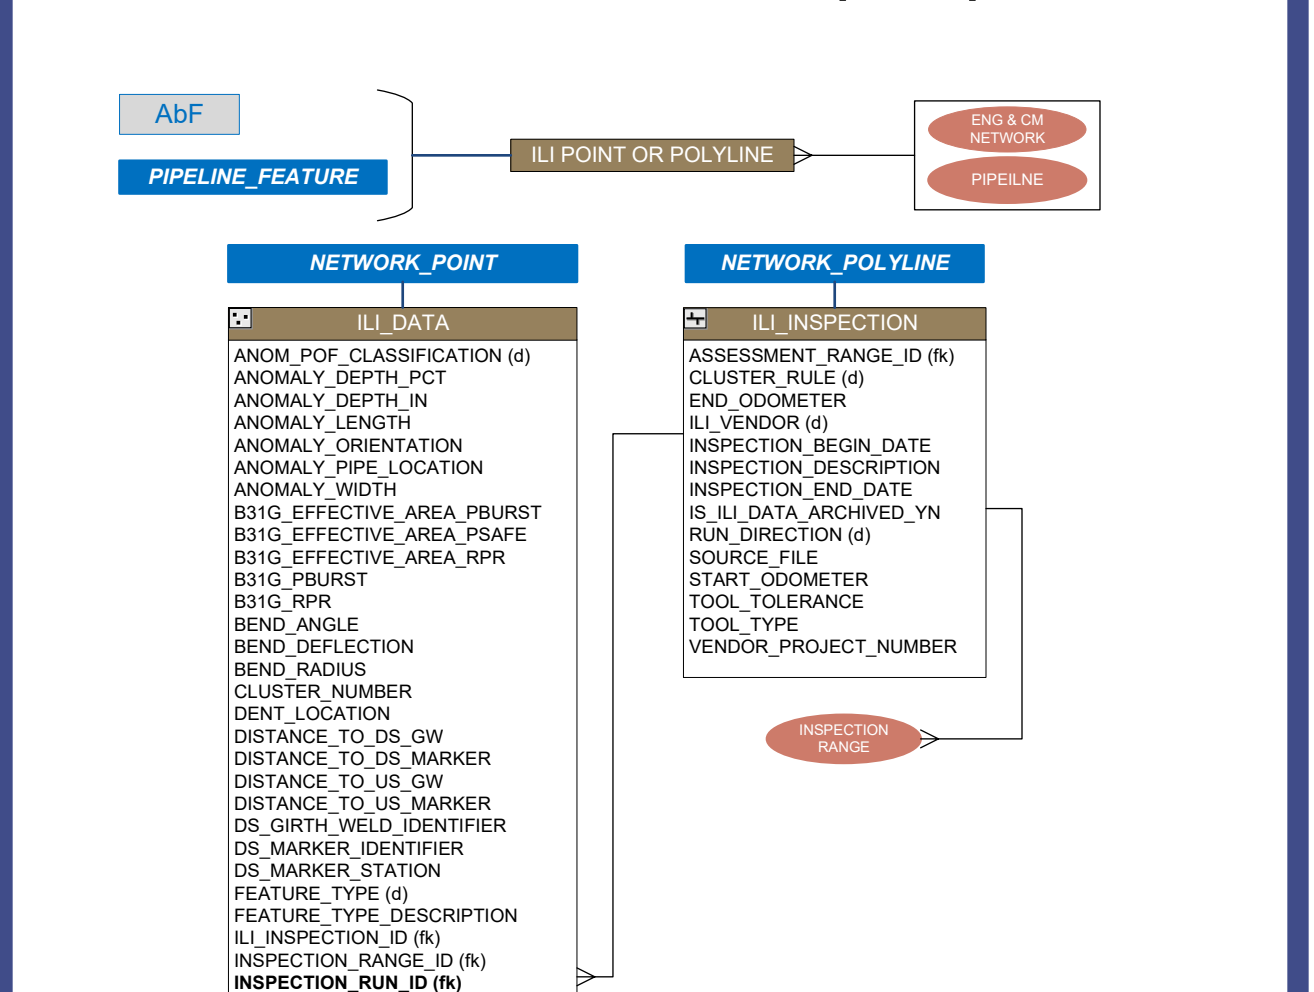 AbF
PIPELINE_FEATURE
ILI POINT OR POLYLINE
ENG & CM
NETWORK
PIPEILNE
NETWORK_POINT
ILI_DATA
ANOM_POF_CLASSIFICATION (d)
ANOMALY_DEPTH_PCT
ANOMALY_DEPTH_IN
ANOMALY_LENGTH
ANOMALY_ORIENTATION
ANOMALY_PIPE_LOCATION
ANOMALY_WIDTH
B31G_EFFECTIVE_AREA_PBURST
B31G_EFFECTIVE_AREA_PSAFE
B31G_EFFECTIVE_AREA_RPR
B31G_PBURST
B31G_RPR
BEND_ANGLE
BEND_DEFLECTION
BEND_RADIUS
CLUSTER_NUMBER
DENT_LOCATION
DISTANCE_TO_DS_GW
DISTANCE_TO_DS_MARKER
DISTANCE_TO_US_GW
DISTANCE_TO_US_MARKER
DS_GIRTH_WELD_IDENTIFIER
DS_MARKER_IDENTIFIER
DS_MARKER_STATION
FEATURE_TYPE (d)
FEATURE_TYPE_DESCRIPTION
ILI_INSPECTION_ID (fk)
INSPECTION_RANGE_ID (fk)
INSPECTION_RUN_ID (fk)
NETWORK_POLYLINE
ILI_INSPECTION
ASSESSMENT_RANGE_ID (fk)
CLUSTER_RULE (d)
END_ODOMETER
ILI_VENDOR (d)
INSPECTION_BEGIN_DATE
INSPECTION_DESCRIPTION
INSPECTION_END_DATE
IS_ILI_DATA_ARCHIVED_YN
RUN_DIRECTION (d)
SOURCE_FILE
START_ODOMETER
TOOL_TOLERANCE
TOOL_TYPE
VENDOR_PROJECT_NUMBER
INSPECTION
RANGE